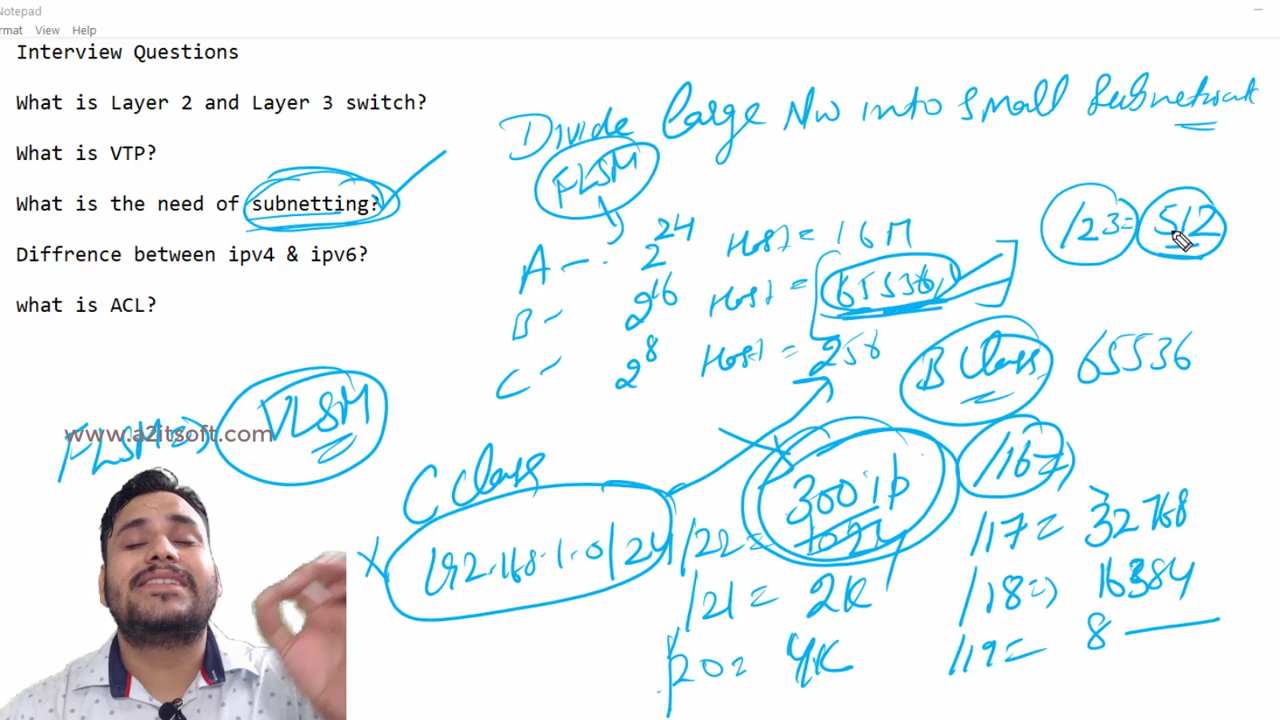 Notepad
rmat View Help
Interview Questions
What is Layer 2 and Layer 3 switch?
What is VTP?
What is the need of subnetting?
Diffrence between ipv4 & ipv6?
what is ACL?
Divide Large Nw into Small Subnetwork
FLSM
A - 2^24 Host = 16M
B - 2^16 Host = 65536
C - 2^8 Host = 256
/23 = 512
B Class 65536
FLSM => VLSM
www.a2itsoft.com
C Class
192.168.1.0/24
300 ip
/16 =>
/22 = 1024
/21 = 2K
/20 = 4K
/17 = 32768
/18 => 16384
/19 = 8